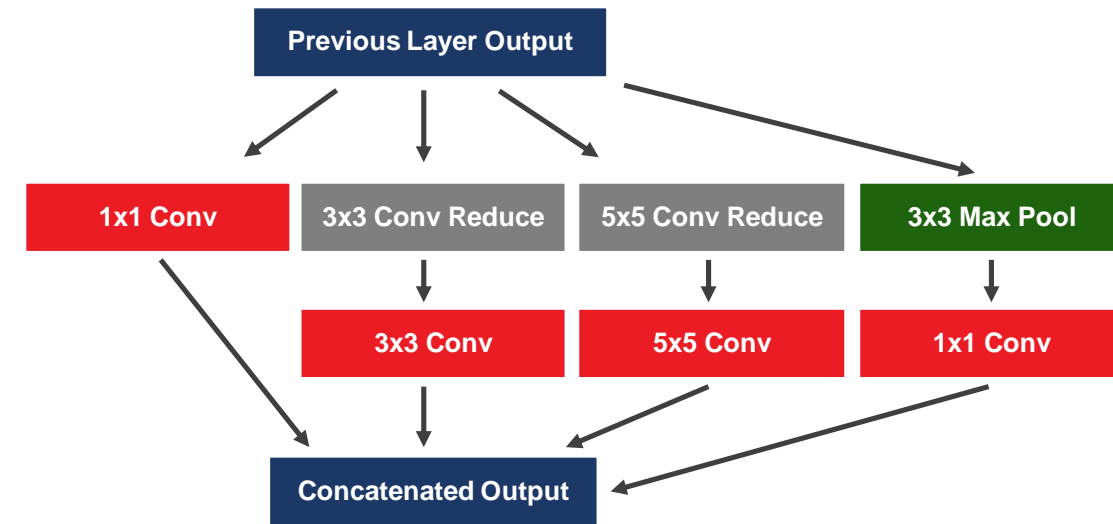 Previous Layer Output
1x1 Conv
3x3 Conv Reduce
5x5 Conv Reduce
3x3 Max Pool
3x3 Conv
5x5 Conv
1x1 Conv
Concatenated Output